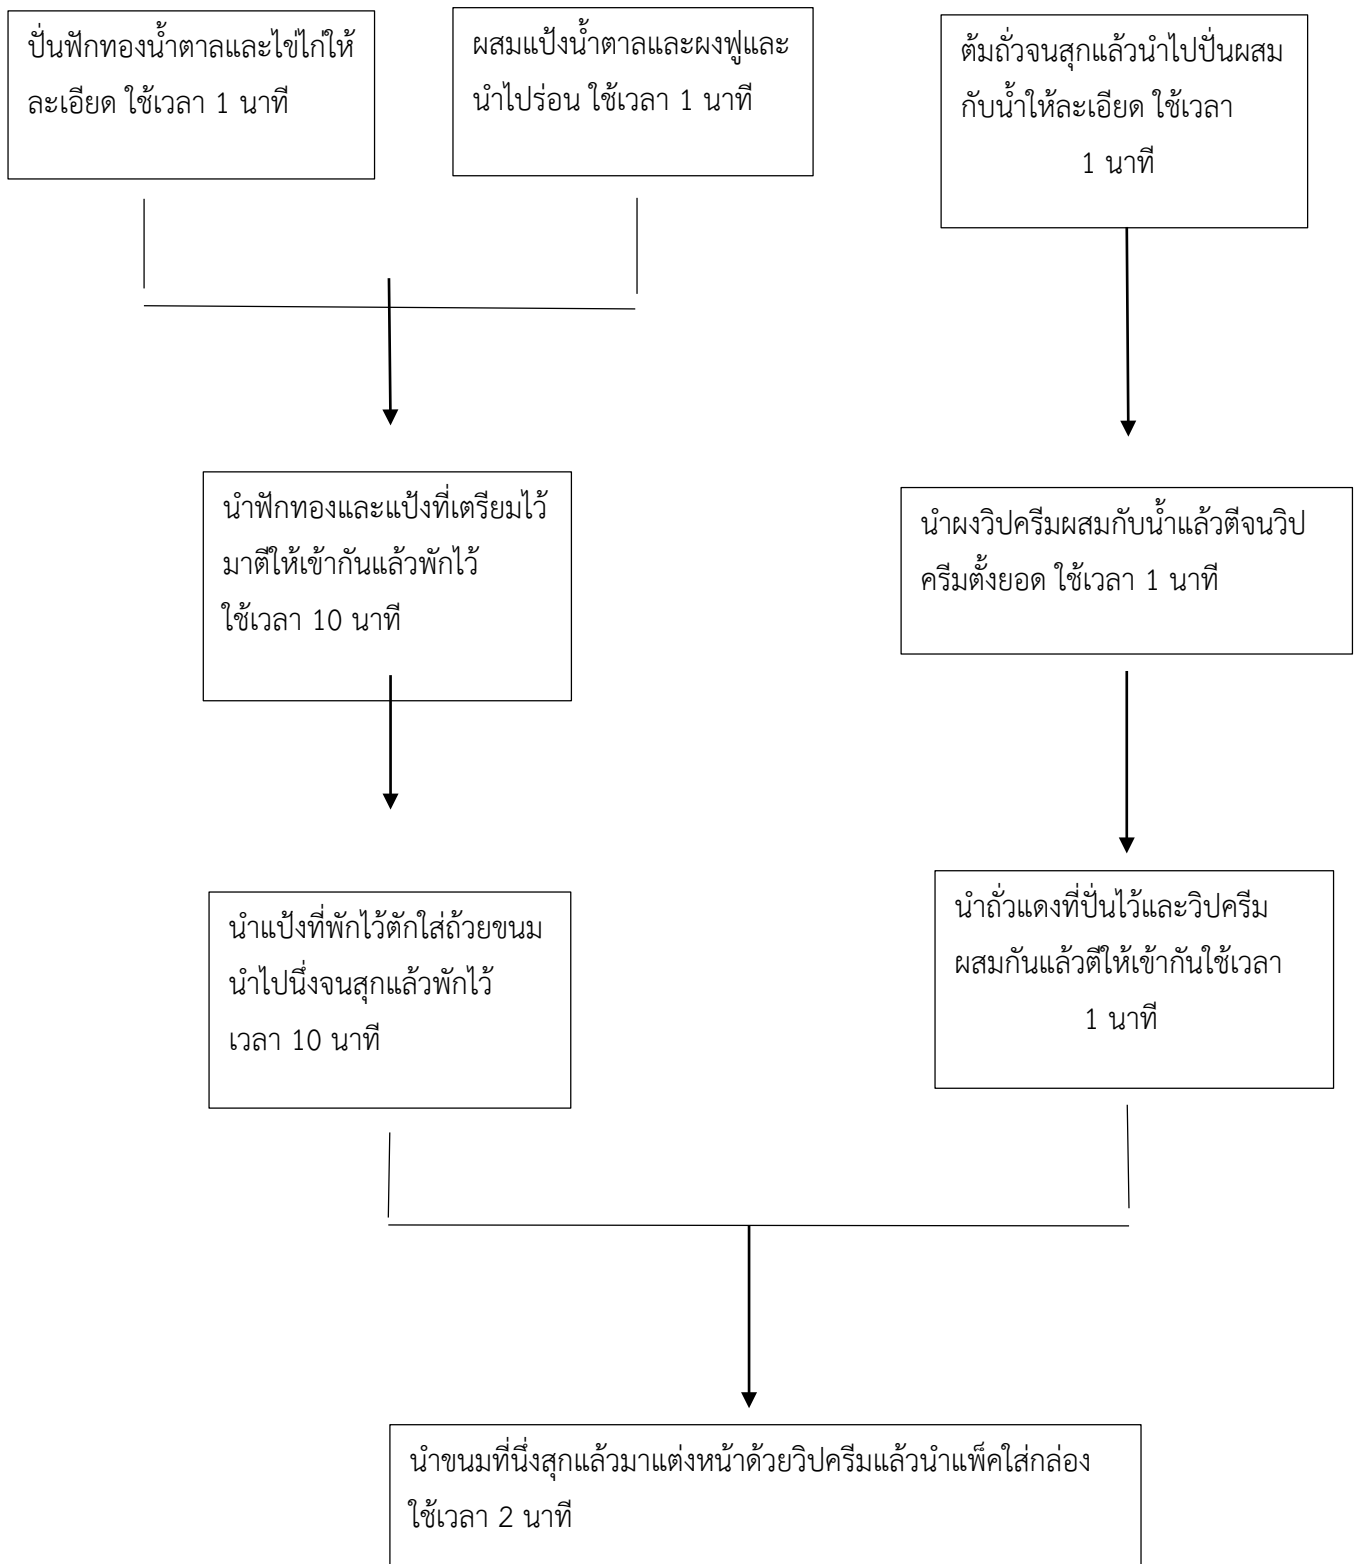 ปั่นฟักทองน้ำตาลและไข่ไก่ให้
ละเอียด ใช้เวลา 1 นาที
ผสมแป้งน้ำตาลและผงฟูและ
นำไปร่อน ใช้เวลา 1 นาที
ต้มถั่วจนสุกแล้วนำไปปั่นผสม
กับน้ำให้ละเอียด ใช้เวลา
1 นาที
นำฟักทองและแป้งที่เตรียมไว้
มาตีให้เข้ากันแล้วพักไว้
ใช้เวลา 10 นาที
นำผงวิปครีมผสมกับน้ำแล้วตีจนวิป
ครีมตั้งยอด ใช้เวลา 1 นาที
นำแป้งที่พักไว้ตักใส่ถ้วยขนม
นำไปนึ่งจนสุกแล้วพักไว้
เวลา 10 นาที
นำถั่วแดงที่ปั่นไว้และวิปครีม
ผสมกันแล้วตีให้เข้ากันใช้เวลา
1 นาที
นำขนมที่นึ่งสุกแล้วมาแต่งหน้าด้วยวิปครีมแล้วนำแพ็คใส่กล่อง
ใช้เวลา 2 นาที